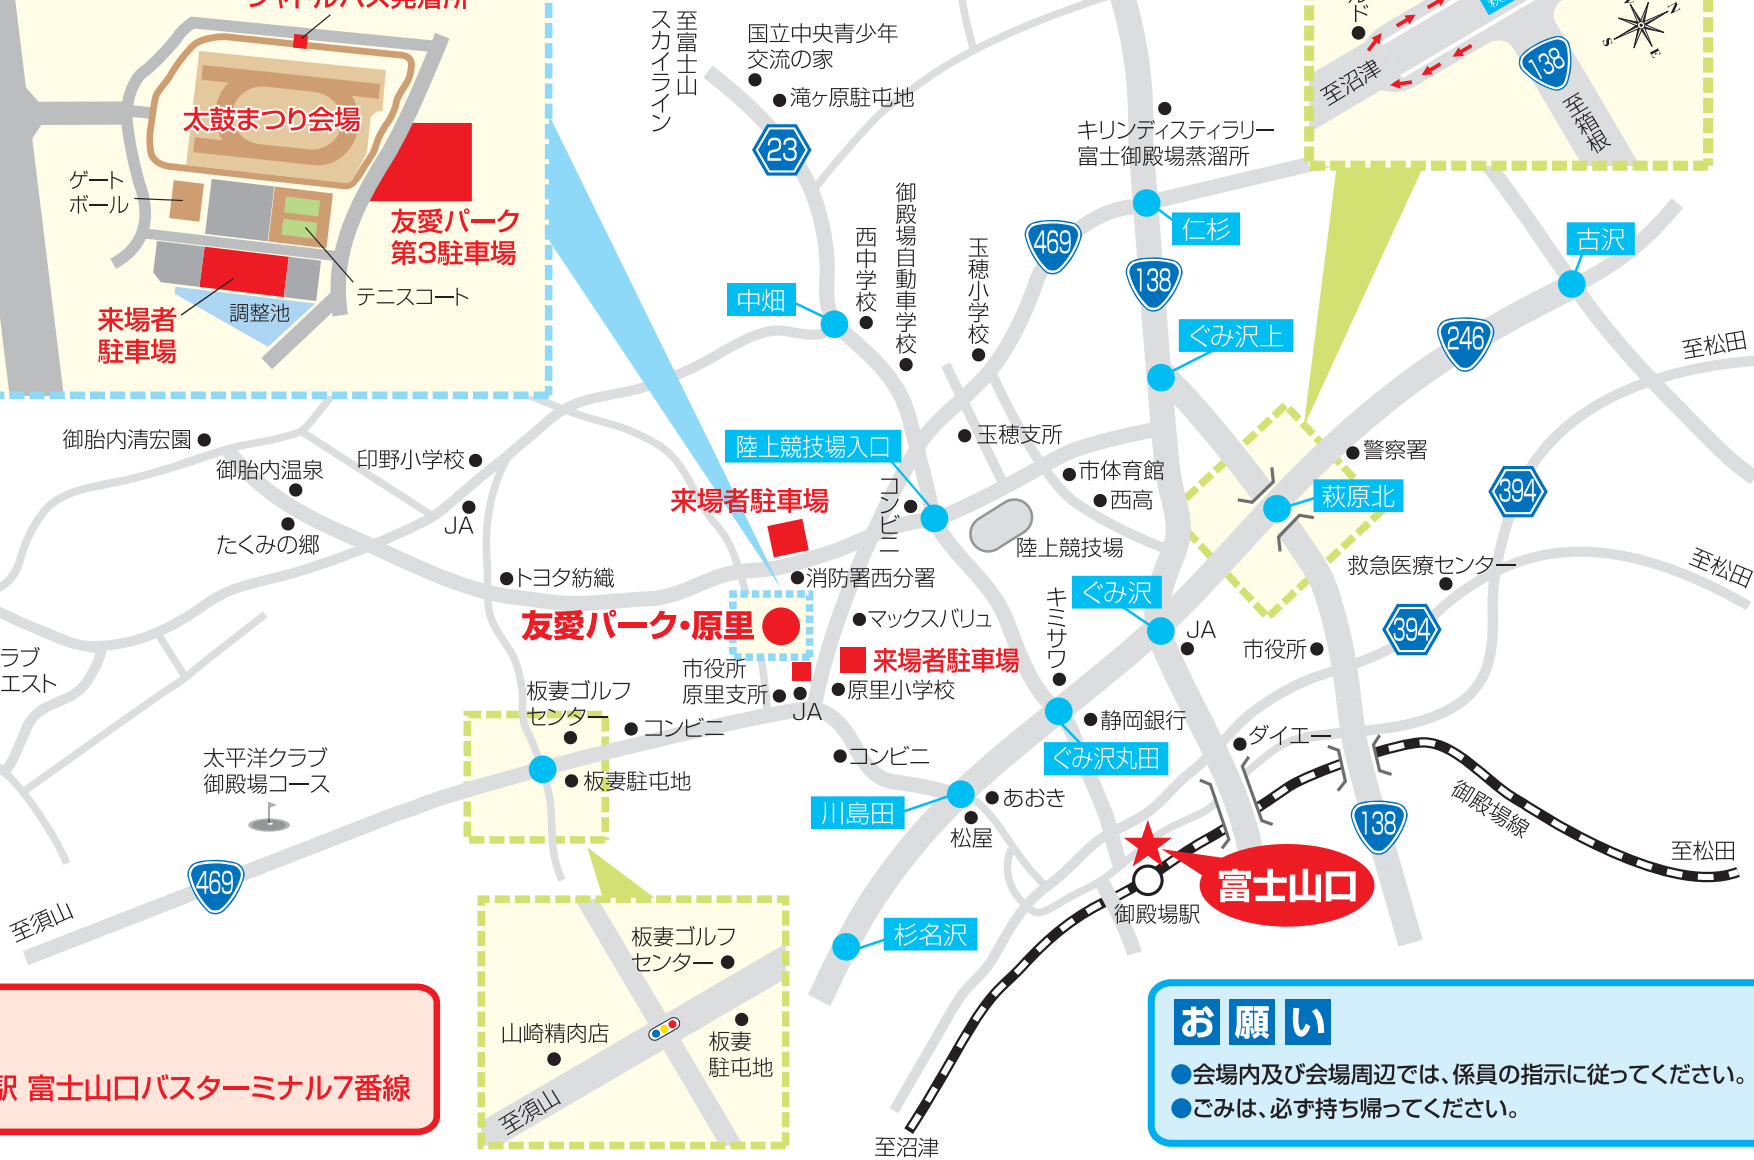 シャトルバス発着所
太鼓まつり会場
ゲート
ボール
友愛パーク
第3駐車場
テニスコート
来場者
駐車場
調整池
至富士山
スカイライン
国立中央青少年
交流の家
滝ヶ原駐屯地
23
キリンディスティラリー
富士御殿場蒸溜所
至沼津
138
至箱根
N
S
E
仁杉
469
138
古沢
御殿場自動車学校
西中学校
玉穂小学校
中畑
ぐみ沢上
246
至松田
御胎内清宏園
御胎内温泉
印野小学校
JA
たくみの郷
陸上競技場入口
玉穂支所
市体育館
西高
警察署
萩原北
394
来場者駐車場
コンビニ
陸上競技場
救急医療センター
至松田
トヨタ紡織
消防署西分署
ぐみ沢
キミサワ
JA
394
友愛パーク・原里
マックスバリュ
市役所
来場者駐車場
市役所
原里支所
JA
原里小学校
ラブ
エスト
板妻ゴルフ
センター
コンビニ
静岡銀行
ダイエー
太平洋クラブ
御殿場コース
板妻駐屯地
コンビニ
ぐみ沢丸田
川島田
あおき
松屋
138
御殿場線
至松田
469
至須山
富士山口
御殿場駅
杉名沢
板妻ゴルフ
センター
山崎精肉店
板妻
駐屯地
至須山
至沼津
駅 富士山口バスターミナル7番線
お願い
●会場内及び会場周辺では、係員の指示に従ってください。
●ごみは、必ず持ち帰ってください。